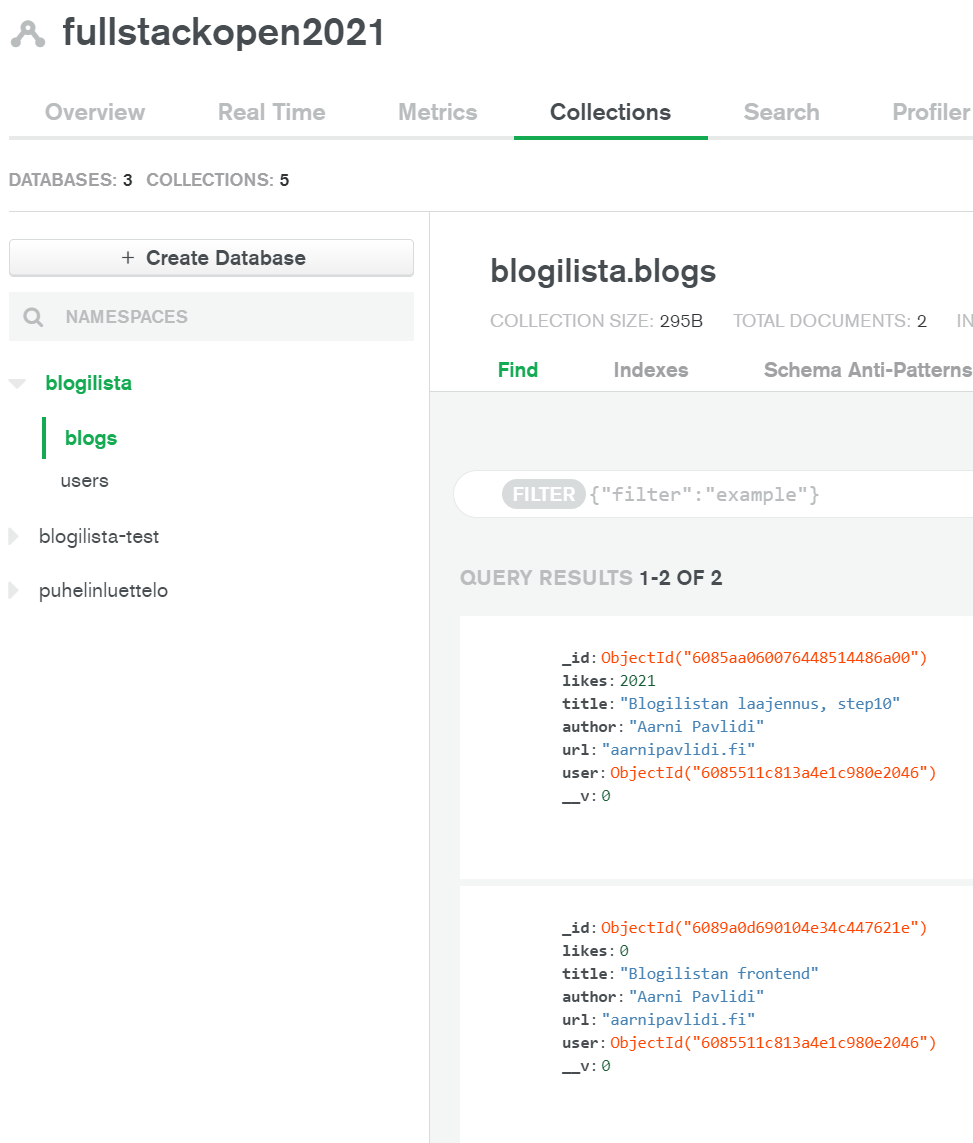 fullstackopen2021
Overview Real Time Metrics Collections Search Profiler
DATABASES: 3 COLLECTIONS: 5
+ Create Database
NAMESPACES
blogilista
blogs
users
blogilista-test
puhelinluettelo
blogilista.blogs
COLLECTION SIZE: 295B TOTAL DOCUMENTS: 2 IN
Find Indexes Schema Anti-Patterns
FILTER {"filter":"example"}
QUERY RESULTS 1-2 OF 2
_id: ObjectId("6085aa060076448514486a00")
likes: 2021
title: "Blogilistan laajennus, step10"
author: "Aarni Pavlidi"
url: "aarnipavlidi.fi"
user: ObjectId("6085511c813a4e1c980e2046")
__v: 0
_id: ObjectId("6089a0d690104e34c447621e")
likes: 0
title: "Blogilistan frontend"
author: "Aarni Pavlidi"
url: "aarnipavlidi.fi"
user: ObjectId("6085511c813a4e1c980e2046")
__v: 0